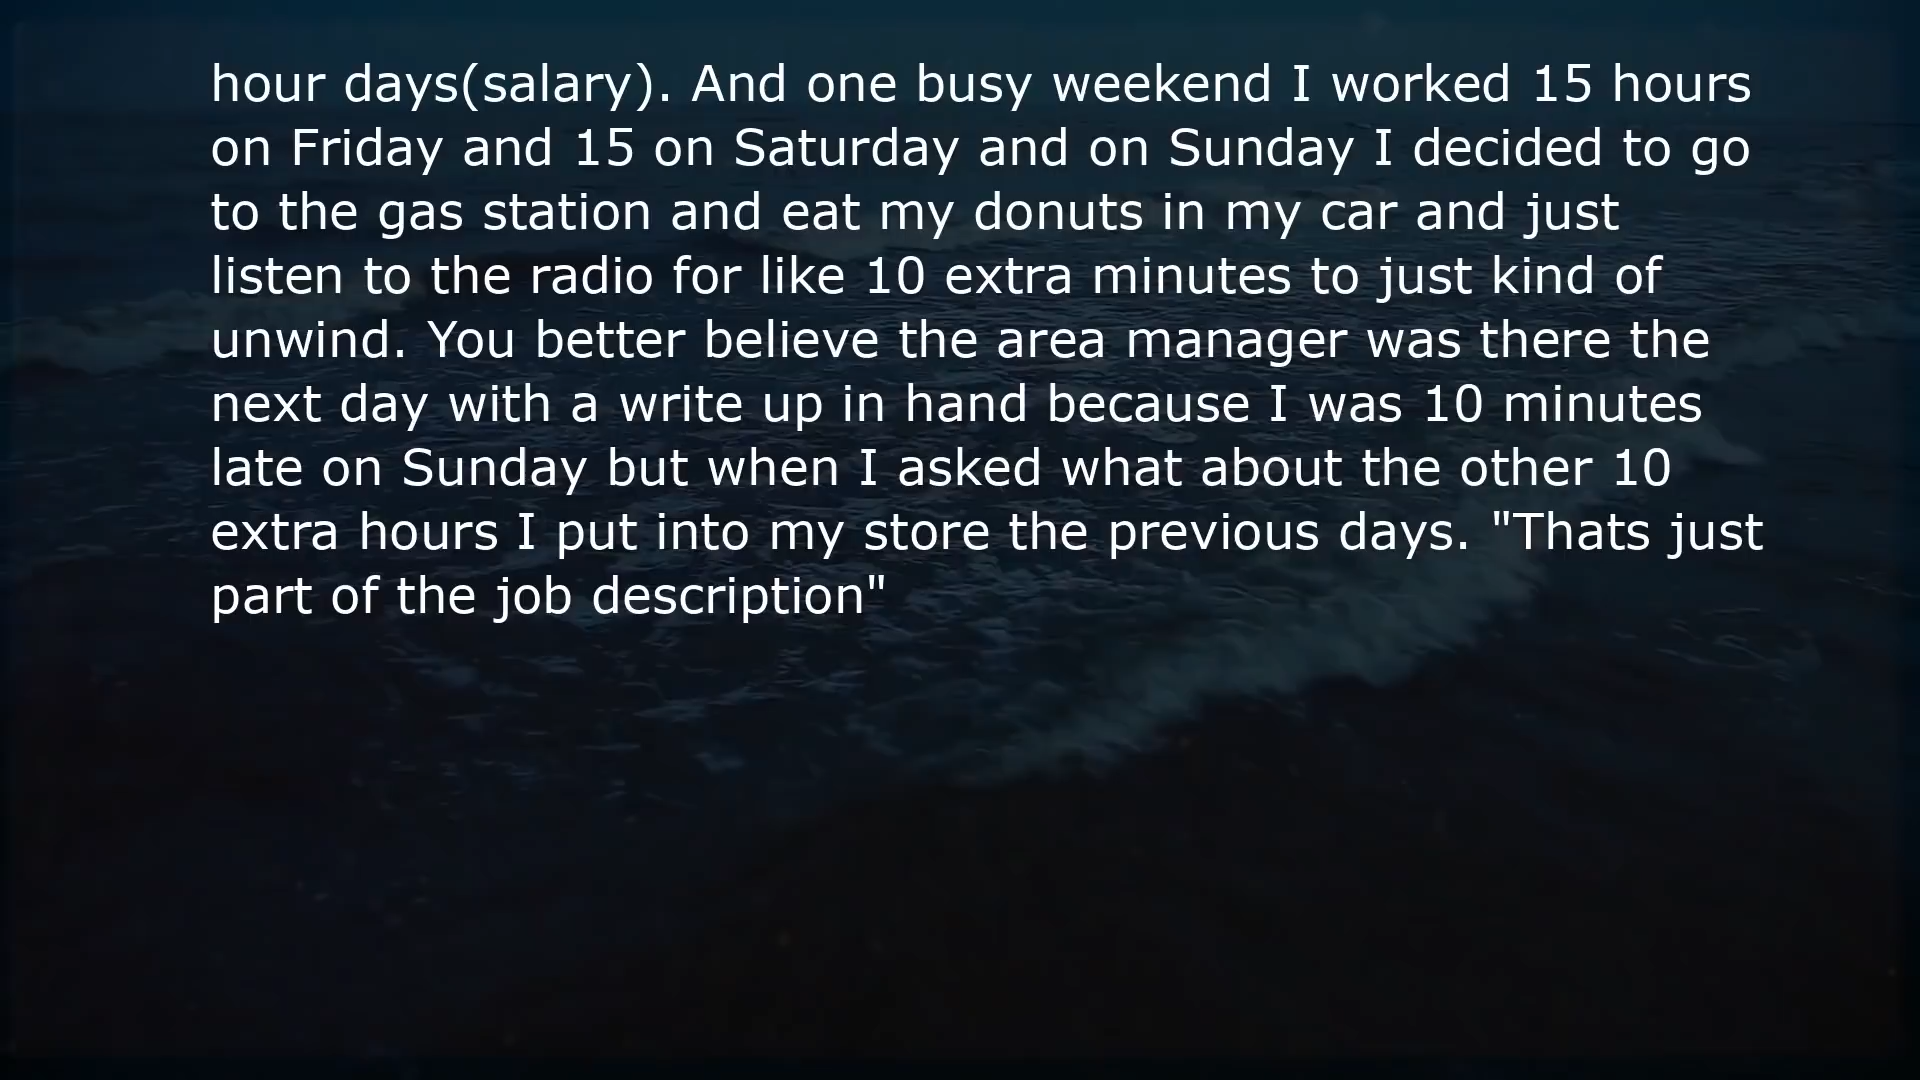 hour days(salary). And one busy weekend I worked 15 hours
on Friday and 15 on Saturday and on Sunday I decided to go
to the gas station and eat my donuts in my car and just
listen to the radio for like 10 extra minutes to just kind of
unwind. You better believe the area manager was there the
next day with a write up in hand because I was 10 minutes
late on Sunday but when I asked what about the other 10
extra hours I put into my store the previous days. "Thats just
part of the job description"